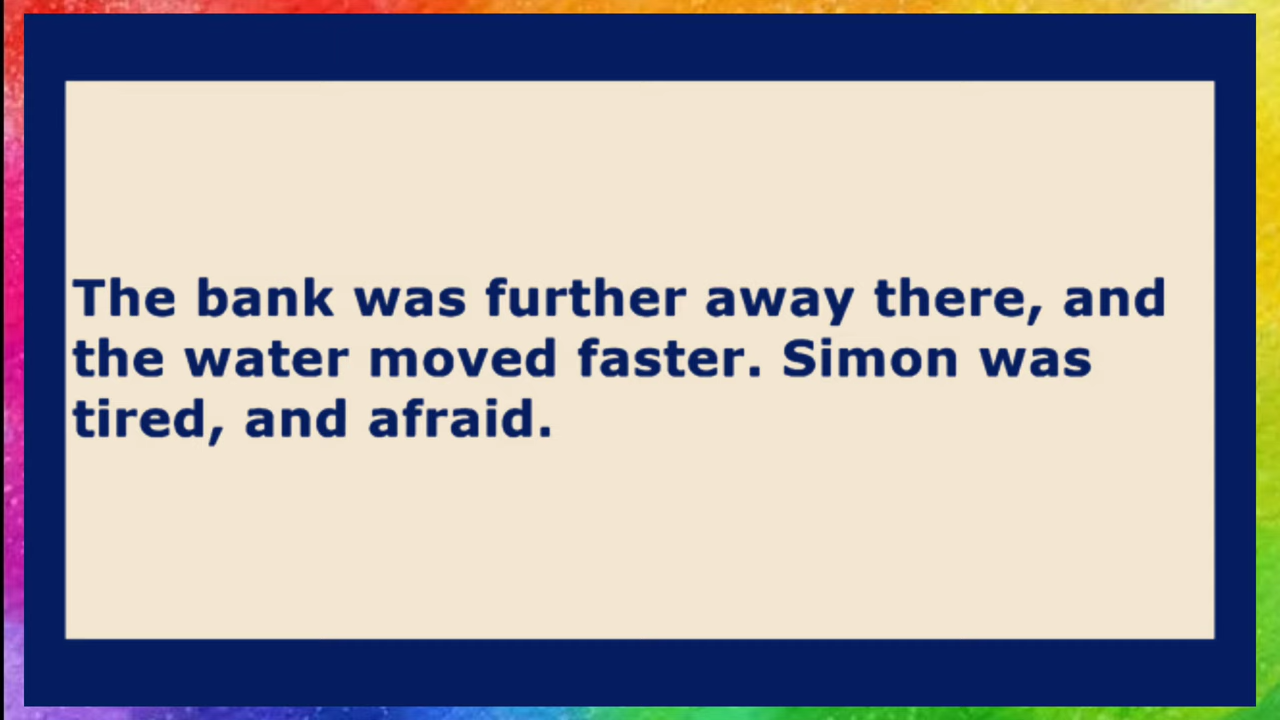 The bank was further away there, and
the water moved faster. Simon was
tired, and afraid.